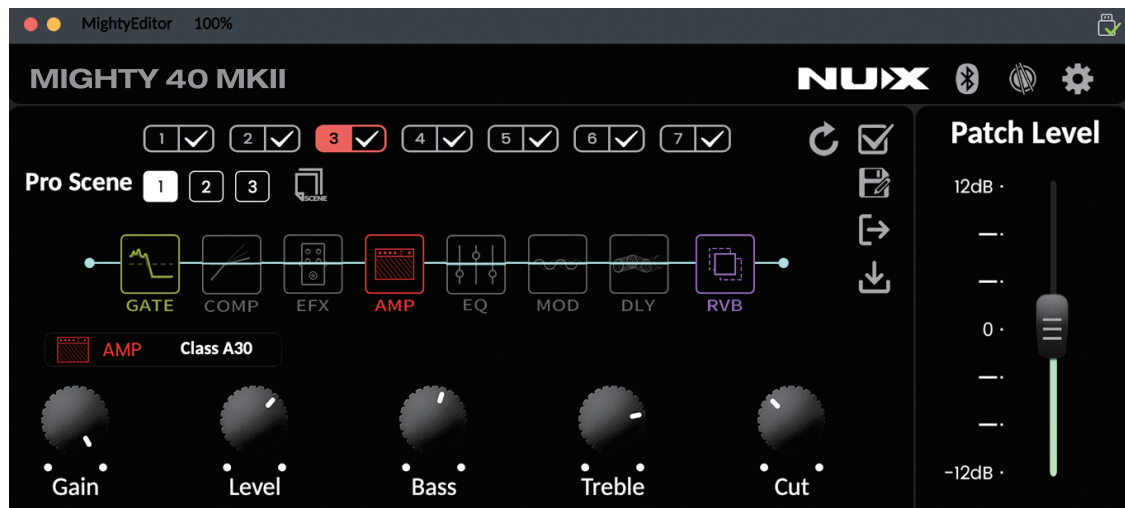 MightyEditor 100%
MIGHTY 40 MKII
NUX
1 2 3 4 5 6 7
Pro Scene 1 2 3
SCENE
GATE COMP EFX AMP EQ MOD DLY RVB
AMP Class A30
Gain Level Bass Treble Cut
Patch Level
12dB
0
-12dB